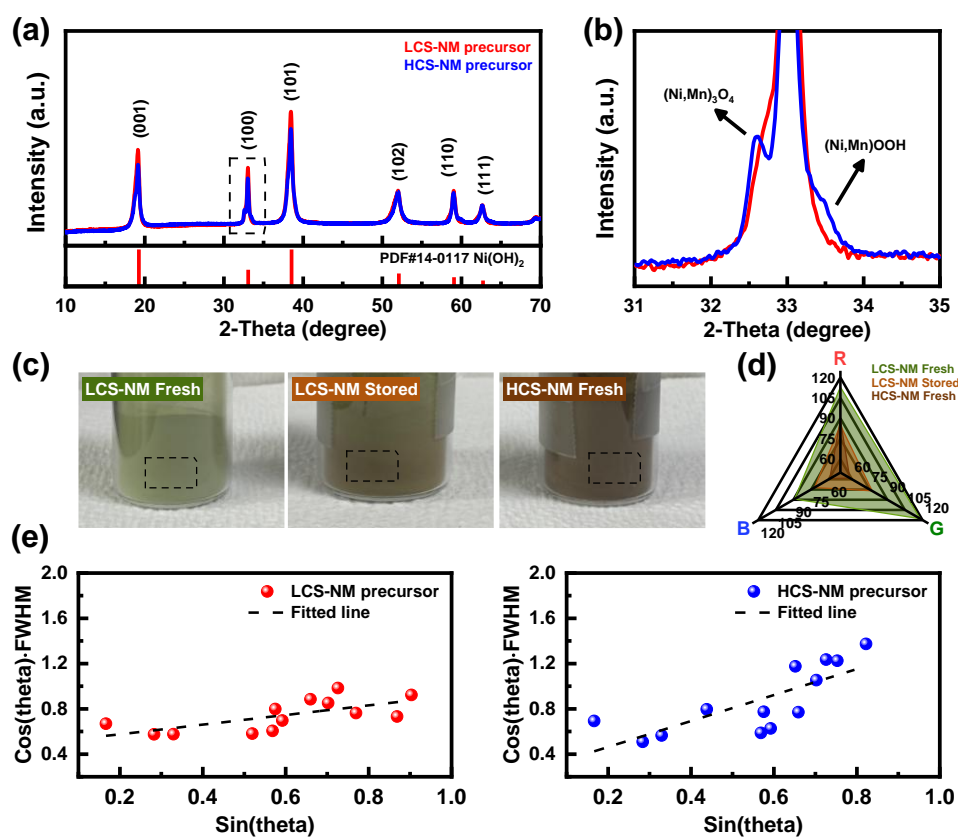 (a)
LCS-NM precursor
HCS-NM precursor
(001)
(100)
(101)
(102)
(110)
(111)
Intensity (a.u.)
PDF#14-0117 Ni(OH)2
10 20 30 40 50 60 70
2-Theta (degree)
(b)
(Ni,Mn)3O4
(Ni,Mn)OOH
Intensity (a.u.)
31 32 33 34 35
2-Theta (degree)
(c)
LCS-NM Fresh
LCS-NM Stored
HCS-NM Fresh
(d)
R
LCS-NM Fresh
LCS-NM Stored
HCS-NM Fresh
120
105
90
75
60
60
75
90
105
120
60
75
90
105
120
B
G
(e)
2.0
1.6
1.2
0.8
0.4
Cos(theta)·FWHM
LCS-NM precursor
Fitted line
0.2 0.4 0.6 0.8 1.0
Sin(theta)
2.0
1.6
1.2
0.8
0.4
Cos(theta)·FWHM
HCS-NM precursor
Fitted line
0.2 0.4 0.6 0.8 1.0
Sin(theta)